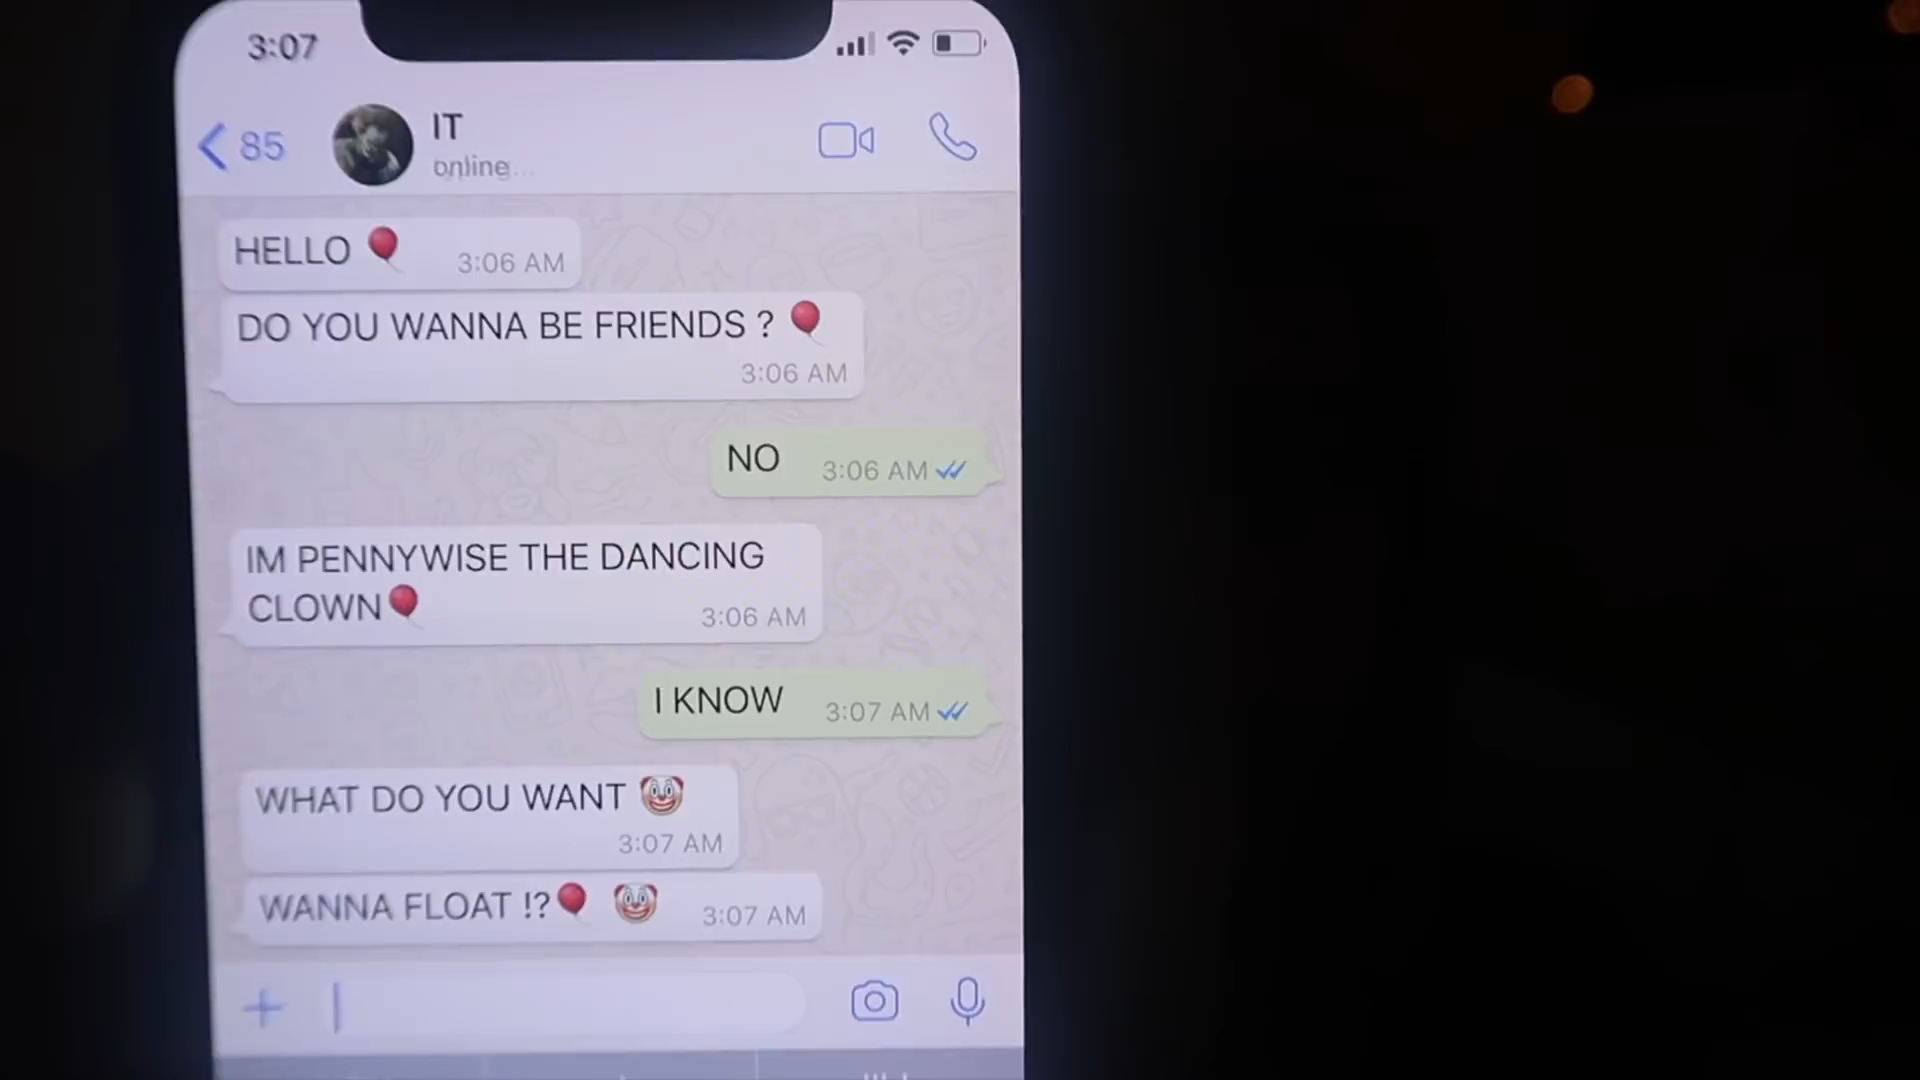 3:07
85
IT
online
HELLO 🎈 3:06 AM
DO YOU WANNA BE FRIENDS ? 🎈
3:06 AM
NO 3:06 AM
IM PENNYWISE THE DANCING
CLOWN🎈 3:06 AM
I KNOW 3:07 AM
WHAT DO YOU WANT 🤡
3:07 AM
WANNA FLOAT !?🎈 🤡 3:07 AM